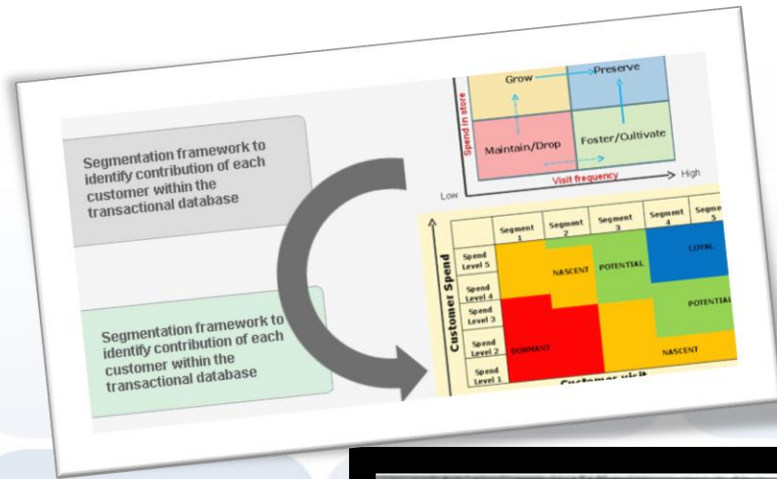 Segmentation framework to
identify contribution of each
customer within the
transactional database
Segmentation framework to
identify contribution of each
customer within the
transactional database
Spend in store
Grow
Preserve
Maintain/Drop
Foster/Cultivate
Low
Visit frequency
High
Customer Spend
Segment 1
Segment 2
Segment 3
Segment 4
5
Spend Level 5
Spend Level 4
Spend Level 3
Spend Level 2
Spend Level 1
NASCENT
POTENTIAL
LOYAL
DORMANT
POTENTIAL
NASCENT
Customer visit